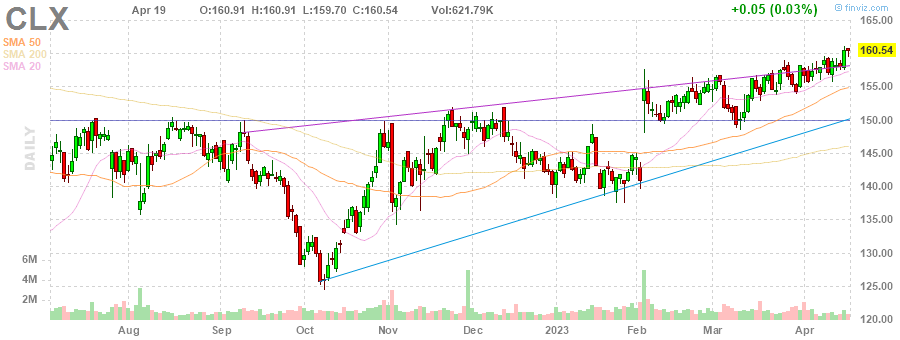 CLX Apr 19 O:160.91 H:160.91 L:159.70 C:160.54 Vol:621.79K +0.05 (0.03%) finviz.com
SMA 50
SMA 200
SMA 20
DAILY
165.00
160.54
155.00
150.00
145.00
140.00
135.00
130.00
125.00
120.00
6M
4M
2M
Aug Sep Oct Nov Dec 2023 Feb Mar Apr